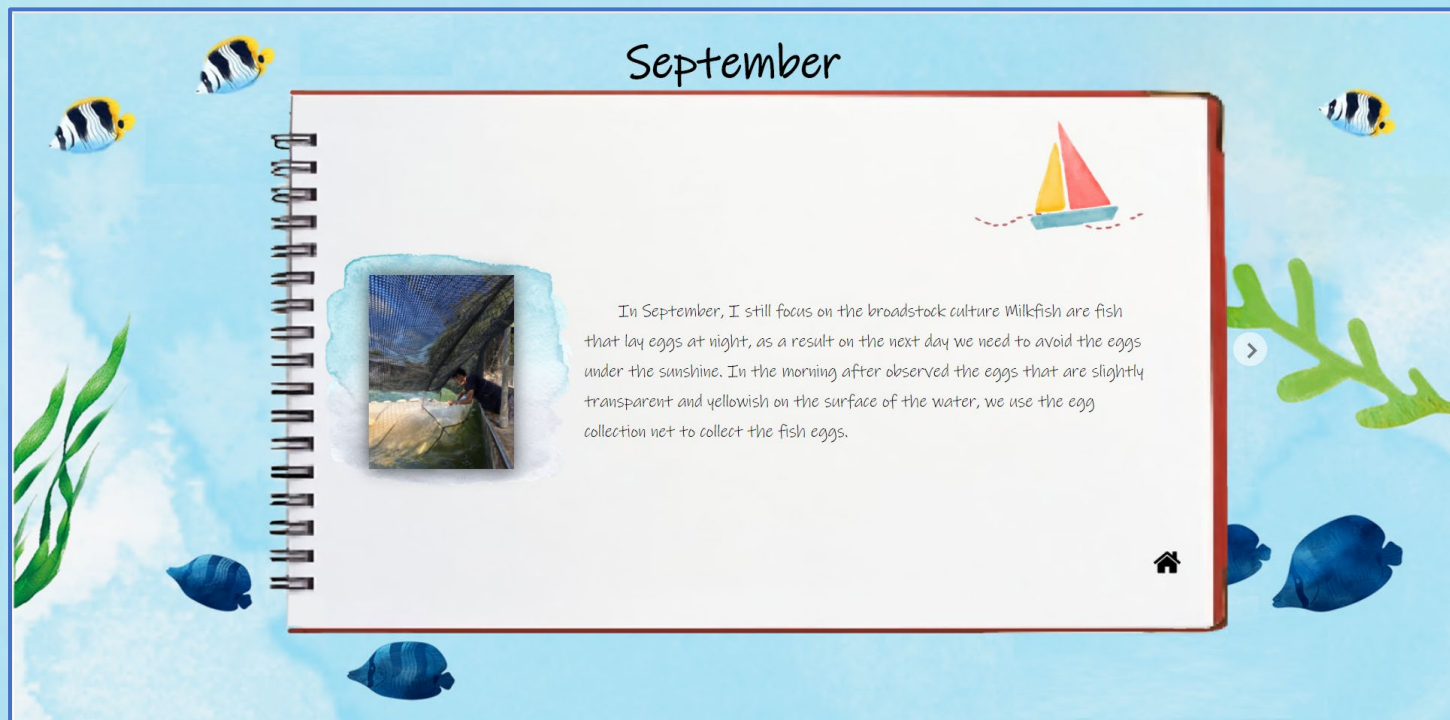 September
In September, I still focus on the broadstock culture Milkfish are fish
that lay eggs at night, as a result on the next day we need to avoid the eggs
under the sunshine. In the morning after observed the eggs that are slightly
transparent and yellowish on the surface of the water, we use the egg
collection net to collect the fish eggs.